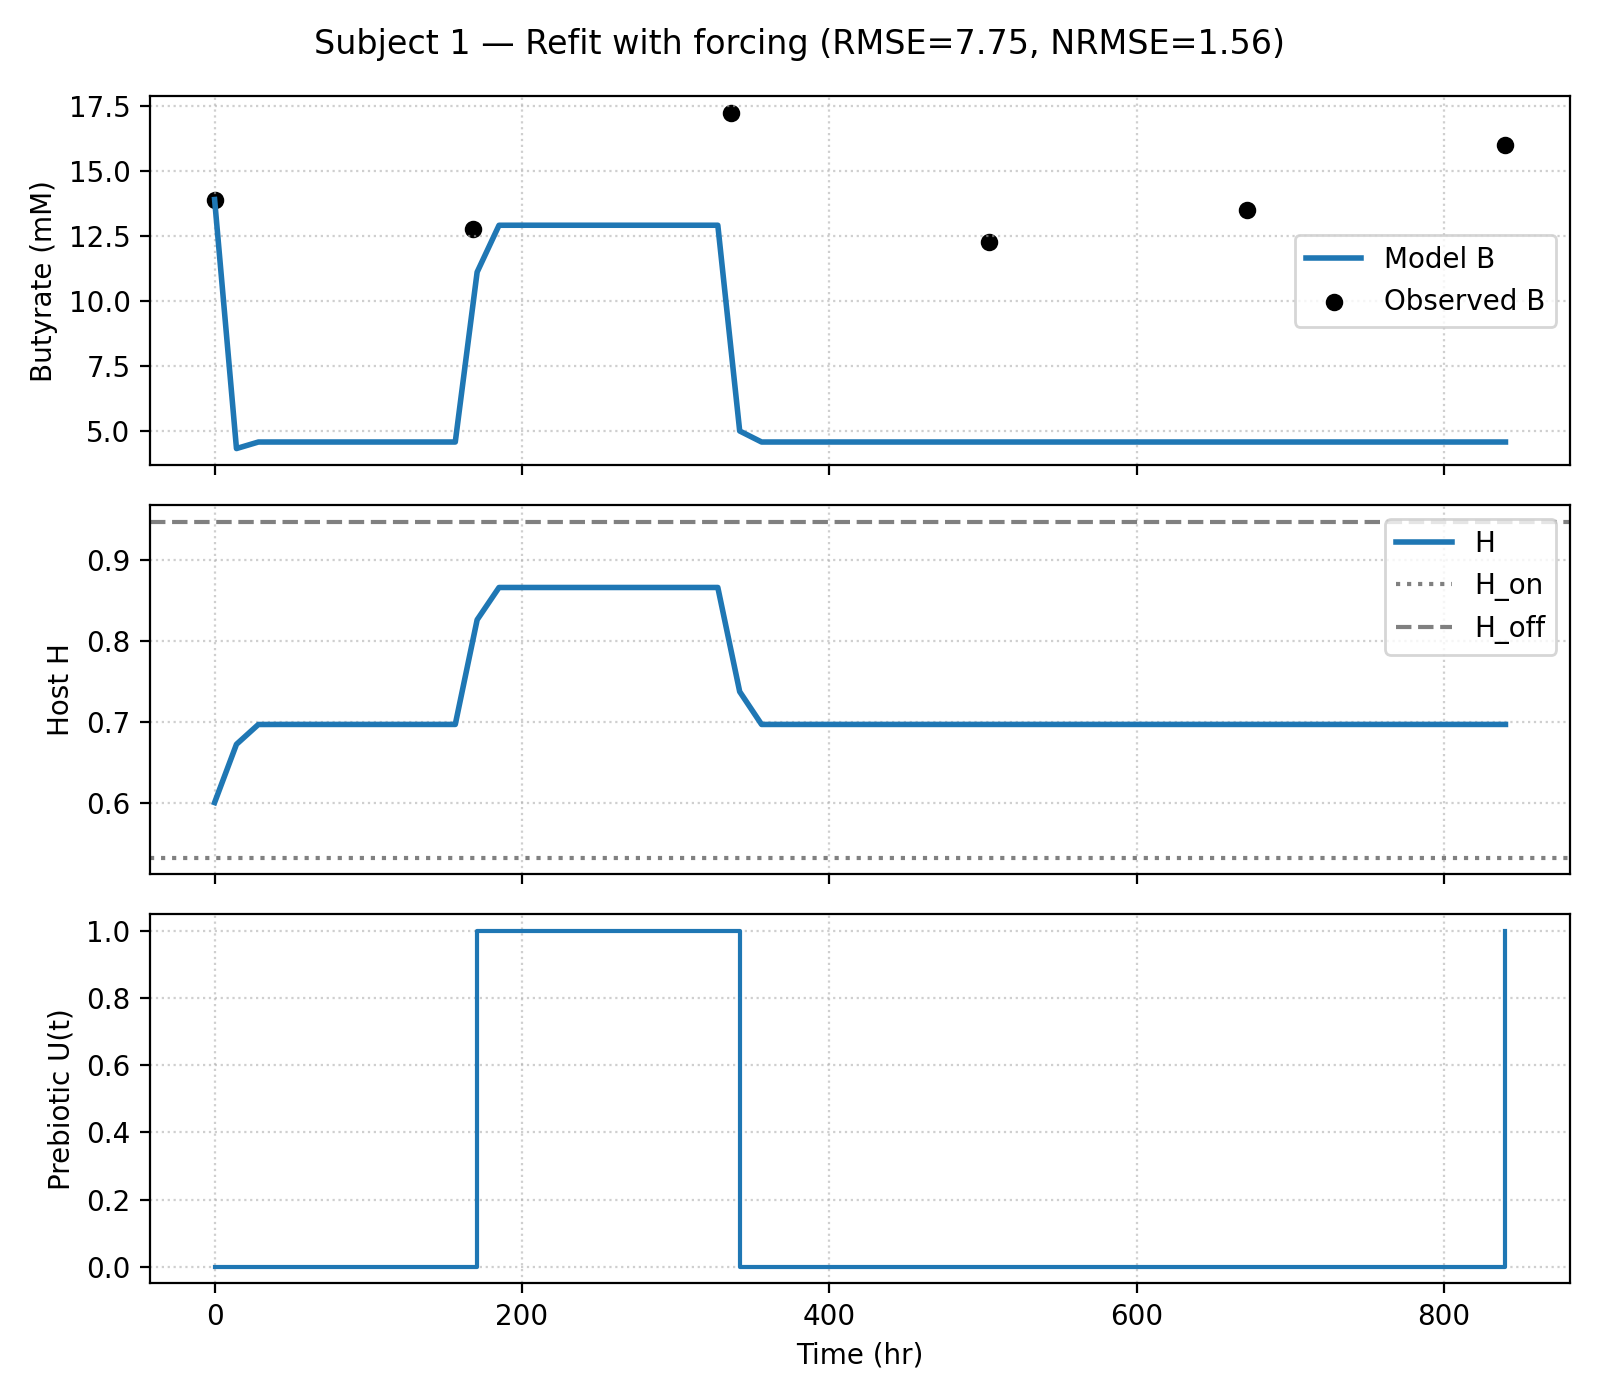 Subject 1 — Refit with forcing (RMSE=7.75, NRMSE=1.56)
17.5
15.0
12.5
10.0
7.5
5.0
Butyrate (mM)
Model B
Observed B
0.9
0.8
0.7
0.6
Host H
H
H_on
H_off
1.0
0.8
0.6
0.4
0.2
0.0
Prebiotic U(t)
0 200 400 600 800
Time (hr)